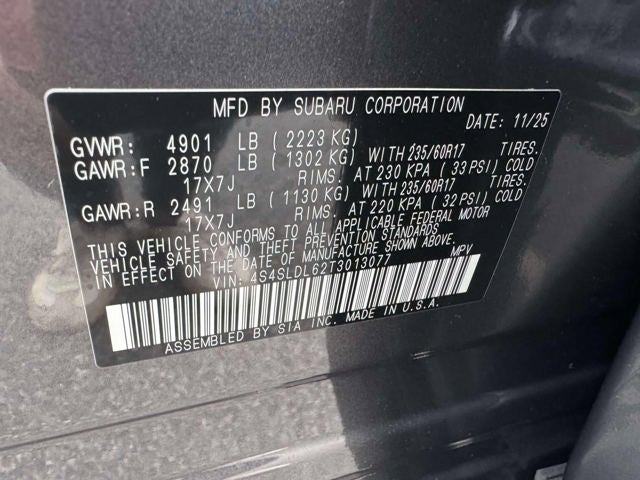 MFD BY SUBARU CORPORATION DATE: 11/25
GVWR: 4901 LB (2223 KG)
GAWR:F 2870 LB (1302 KG) WITH 235/60R17 TIRES.
17X7J RIMS. AT 230 KPA (33 PSI) COLD
GAWR:R 2491 LB (1130 KG) WITH 235/60R17 TIRES.
17X7J RIMS. AT 220 KPA (32 PSI) COLD
THIS VEHICLE CONFORMS TO ALL APPLICABLE FEDERAL MOTOR
VEHICLE SAFETY, BUMPER, AND THEFT PREVENTION STANDARDS
IN EFFECT ON THE DATE OF MANUFACTURE SHOWN ABOVE.
VIN: 4S4SLDL62T3013077 MPV
ASSEMBLED BY SIA INC. MADE IN U.S.A.